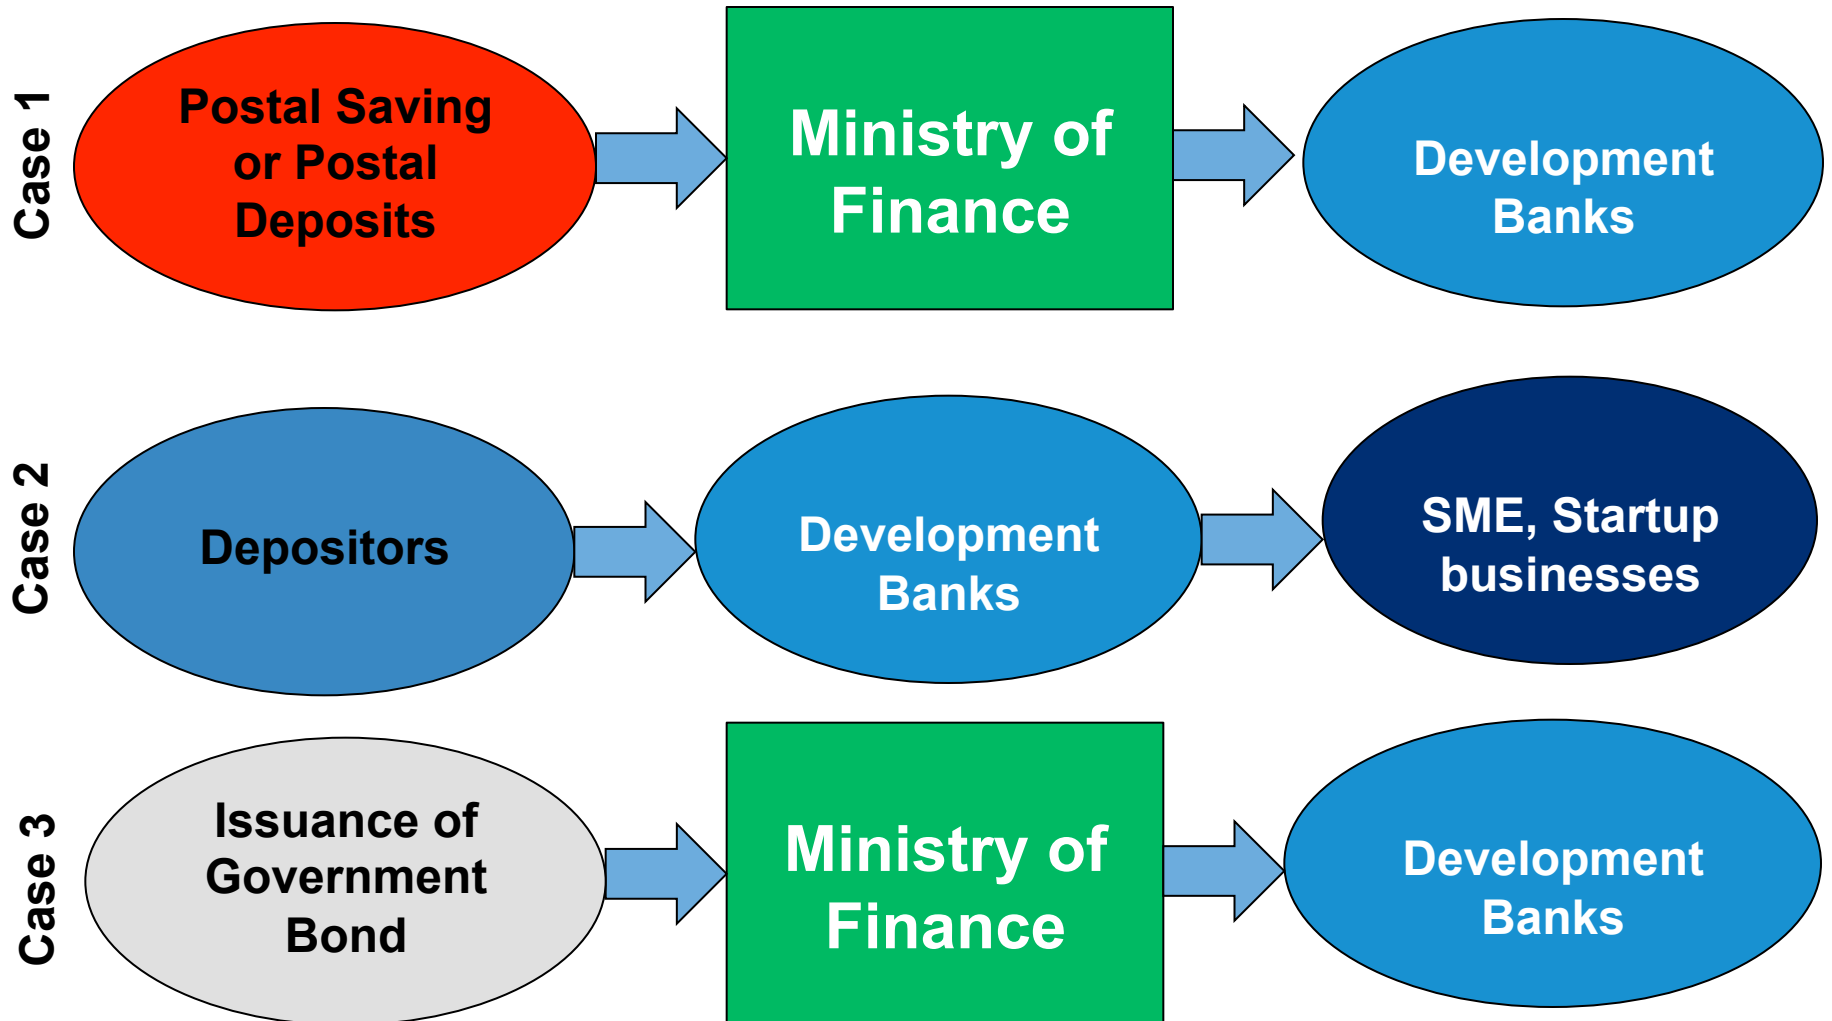 Case 1
Postal Saving
or Postal
Deposits
Ministry of
Finance
Development
Banks
Case 2
Depositors
Development
Banks
SME, Startup
businesses
Case 3
Issuance of
Government
Bond
Ministry of
Finance
Development
Banks